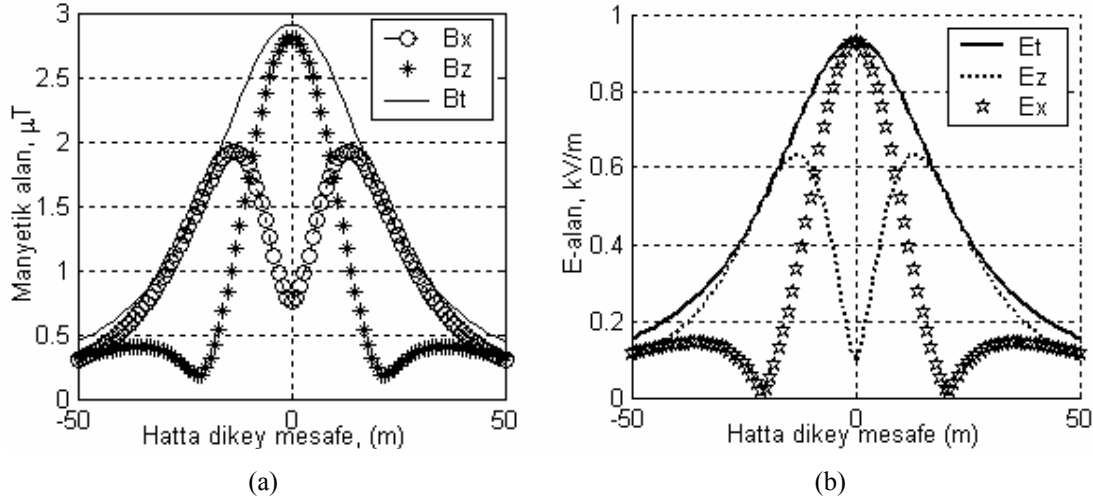 3
2.5
2
1.5
1
0.5
0
-50
0
50
Manyetik alan, μT
Hatta dikey mesafe, (m)
Bx
Bz
Bt
(a)
1
0.8
0.6
0.4
0.2
0
-50
0
50
E-alan, kV/m
Hatta dikey mesafe (m)
Et
Ez
Ex
(b)